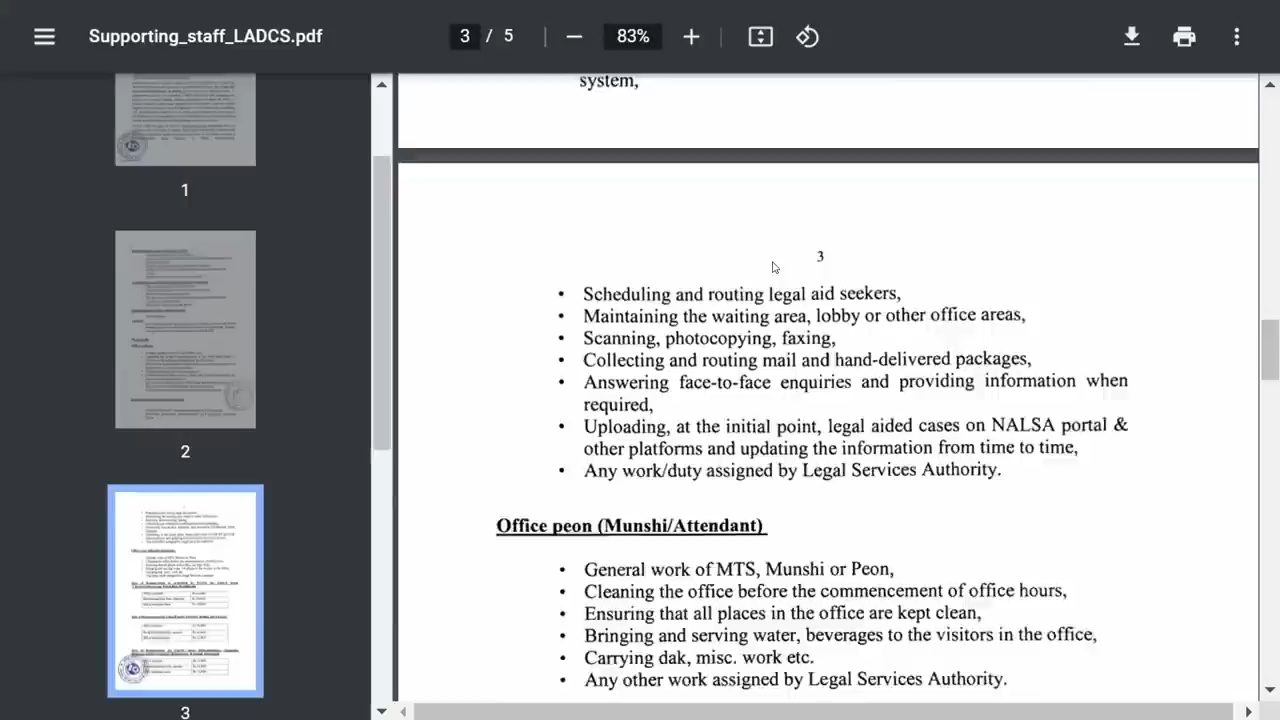 Supporting_staff_LADCS.pdf
3 / 5
83%
1
2
3
system,
3
• Scheduling and routing legal aid seekers,
• Maintaining the waiting area, lobby or other office areas,
• Scanning, photocopying, faxing,
• Collecting and routing mail and hand-delivered packages,
• Answering face-to-face enquiries and providing information when
required,
• Uploading, at the initial point, legal aided cases on NALSA portal &
other platforms and updating the information from time to time,
• Any work/duty assigned by Legal Services Authority.
Office peon (Munshi/Attendant)
• General work of MTS, Munshi or Peon,
• Cleaning the office before the commencement of office hours,
• Ensuring that all places in the office are kept clean,
• Bringing and serving water, beverages to the visitors in the office,
• Carrying dak, misc. work etc.
• Any other work assigned by Legal Services Authority.